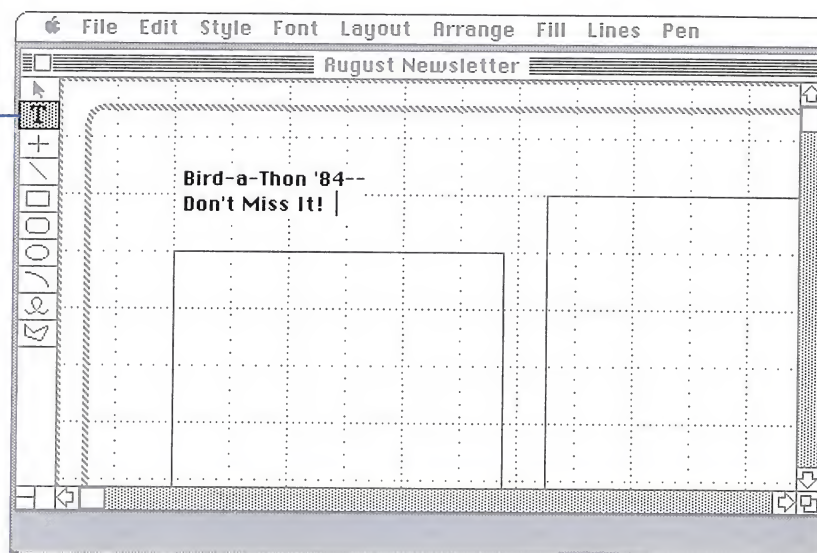 File Edit Style Font Layout Arrange Fill Lines Pen
August Newsletter
T
Bird-a-Thon '84--
Don't Miss It!